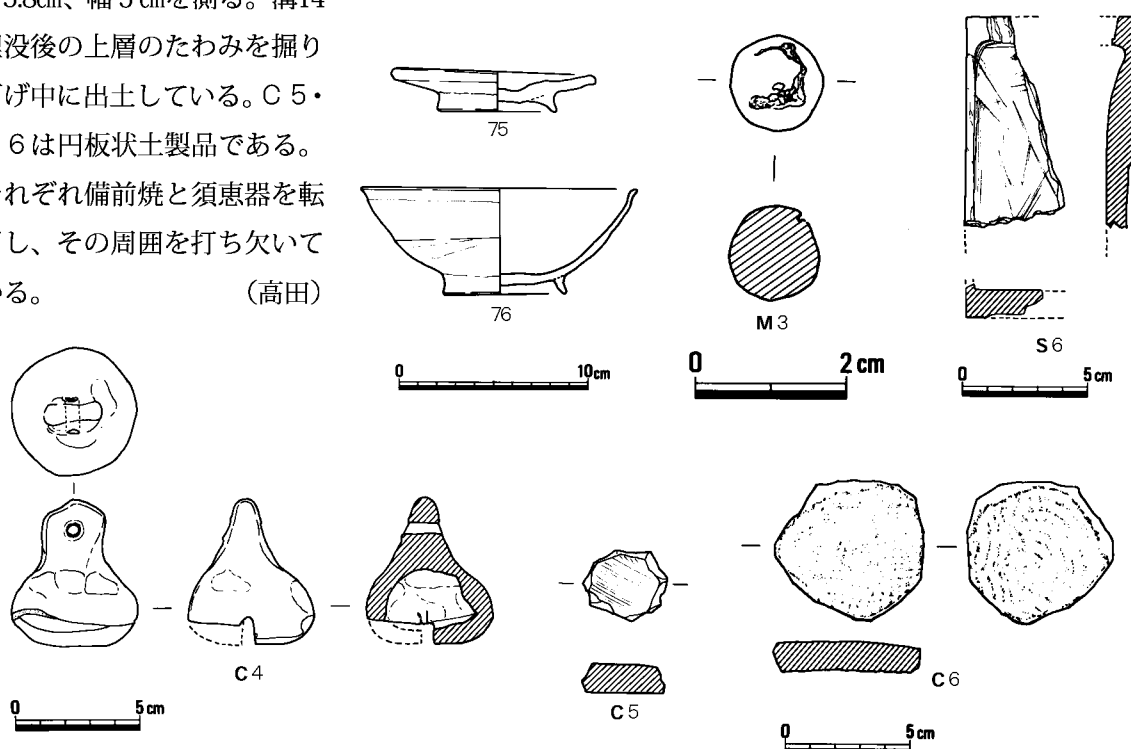 5.8cm、幅５cmを測る。溝14
没後の上層のたわみを掘り
げ中に出土している。Ｃ５・
６は円板状土製品である。
れぞれ備前焼と須恵器を転
し、その周囲を打ち欠いて
る。　（高田）
75
76
0 10cm
M3
0 2cm
S6
0 5cm
C4
0 5cm
C5
C6
0 5cm